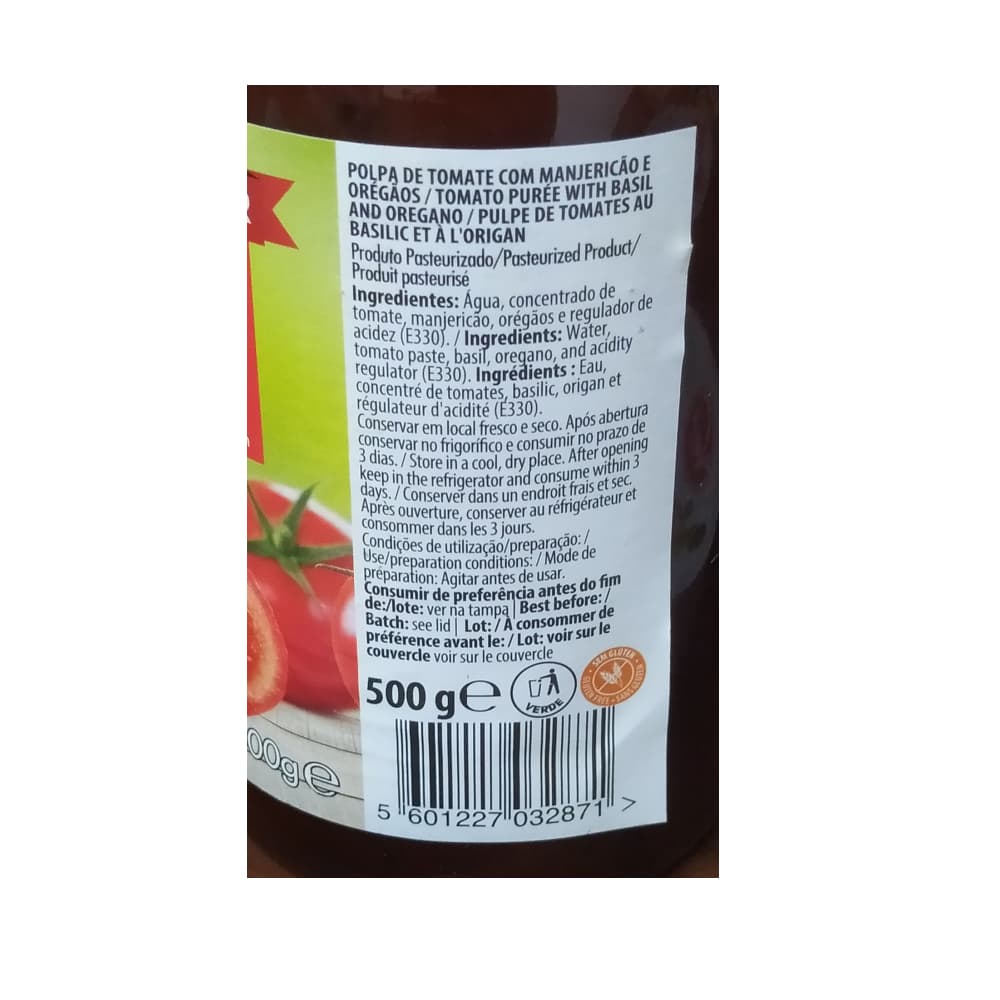 POLPA DE TOMATE COM MANJERICÃO E
ORÉGÃOS / TOMATO PURÉE WITH BASIL
AND OREGANO / PULPE DE TOMATES AU
BASILIC ET À L'ORIGAN
Produto Pasteurizado/Pasteurized Product/
Produit pasteurisé
Ingredientes: Água, concentrado de
tomate, manjericão, orégãos e regulador de
acidez (E330). / Ingredients: Water,
tomato paste, basil, oregano, and acidity
regulator (E330). Ingrédients : Eau,
concentré de tomates, basilic, origan et
régulateur d'acidité (E330).
Conservar em local fresco e seco. Após abertura
conservar no frigorífico e consumir no prazo de
3 dias. / Store in a cool, dry place. After opening
keep in the refrigerator and consume within 3
days. / Conserver dans un endroit frais et sec.
Après ouverture, conserver au réfrigérateur et
consommer dans les 3 jours.
Condições de utilização/preparação: /
Use/preparation conditions: / Mode de
préparation: Agitar antes de usar.
Consumir de preferência antes do fim
de:/lote: ver na tampa | Best before: /
Batch: see lid | Lot: / À consommer de
préférence avant le: / Lot: voir sur le
couvercle voir sur le couvercle
500 g e
VERDE
SEM GLÚTEN
GLUTEN FREE • SANS GLUTEN
00g e
5 601227 032871 >